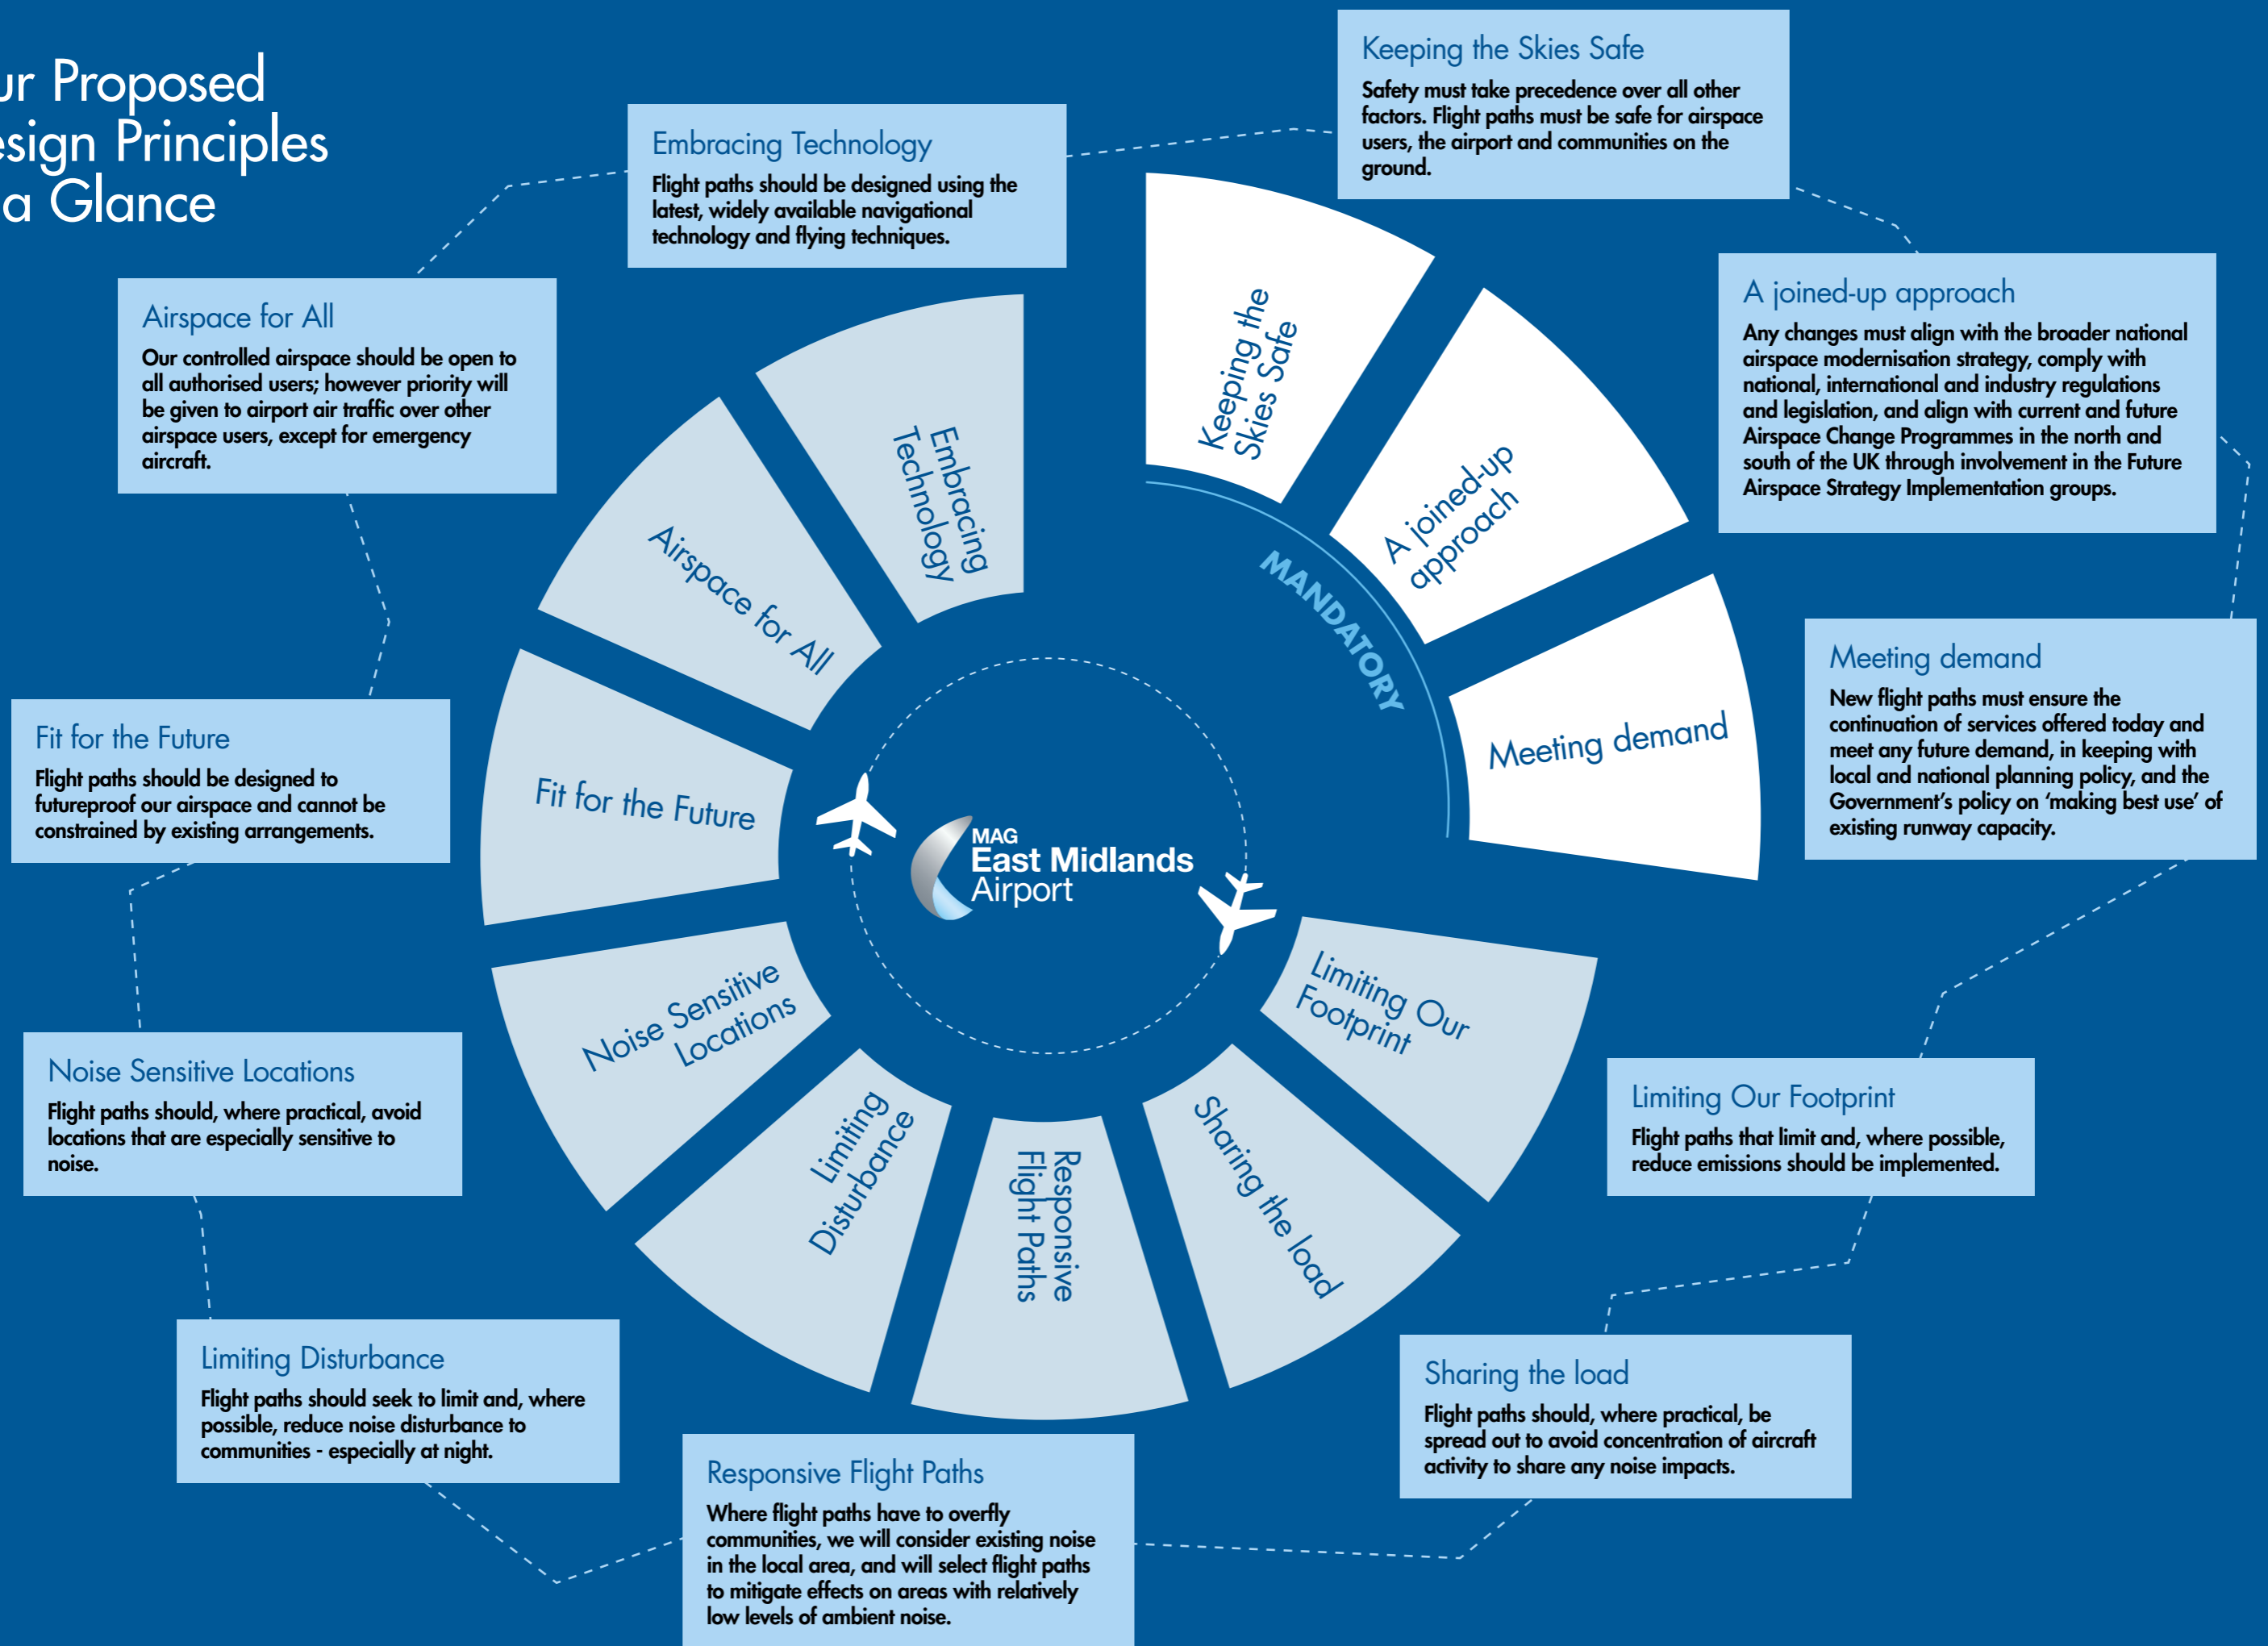 ur Proposed
esign Principles
a Glance
Keeping the Skies Safe
Safety must take precedence over all other
factors. Flight paths must be safe for airspace
users, the airport and communities on the
ground.
A joined-up approach
Any changes must align with the broader national
airspace modernisation strategy, comply with
national, international and industry regulations
and legislation, and align with current and future
Airspace Change Programmes in the north and
south of the UK through involvement in the Future
Airspace Strategy Implementation groups.
Meeting demand
New flight paths must ensure the
continuation of services offered today and
meet any future demand, in keeping with
local and national planning policy, and the
Government’s policy on ‘making best use’ of
existing runway capacity.
Limiting Our Footprint
Flight paths that limit and, where possible,
reduce emissions should be implemented.
Sharing the load
Flight paths should, where practical, be
spread out to avoid concentration of aircraft
activity to share any noise impacts.
Responsive Flight Paths
Where flight paths have to overfly
communities, we will consider existing noise
in the local area, and will select flight paths
to mitigate effects on areas with relatively
low levels of ambient noise.
Limiting Disturbance
Flight paths should seek to limit and, where
possible, reduce noise disturbance to
communities - especially at night.
Noise Sensitive Locations
Flight paths should, where practical, avoid
locations that are especially sensitive to
noise.
Fit for the Future
Flight paths should be designed to
futureproof our airspace and cannot be
constrained by existing arrangements.
Airspace for All
Our controlled airspace should be open to
all authorised users; however priority will
be given to airport air traffic over other
airspace users, except for emergency
aircraft.
Embracing Technology
Flight paths should be designed using the
latest, widely available navigational
technology and flying techniques.
Keeping the
Skies Safe
A joined-up
approach
Meeting demand
MANDATORY
Limiting Our
Footprint
Sharing the load
Responsive
Flight Paths
Limiting
Disturbance
Noise Sensitive
Locations
Fit for the Future
Airspace for All
Embracing
Technology
MAG
East Midlands
Airport